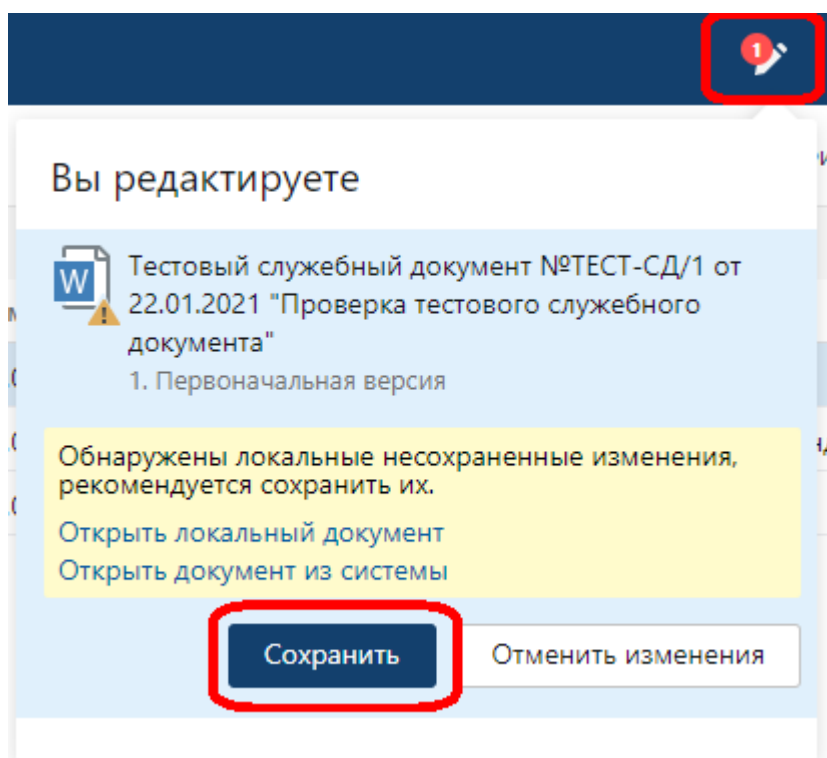 1
Вы редактируете
W
Тестовый служебный документ №ТЕСТ-СД/1 от
22.01.2021 "Проверка тестового служебного
документа"
1. Первоначальная версия
Обнаружены локальные несохраненные изменения,
рекомендуется сохранить их.
Открыть локальный документ
Открыть документ из системы
Сохранить
Отменить изменения